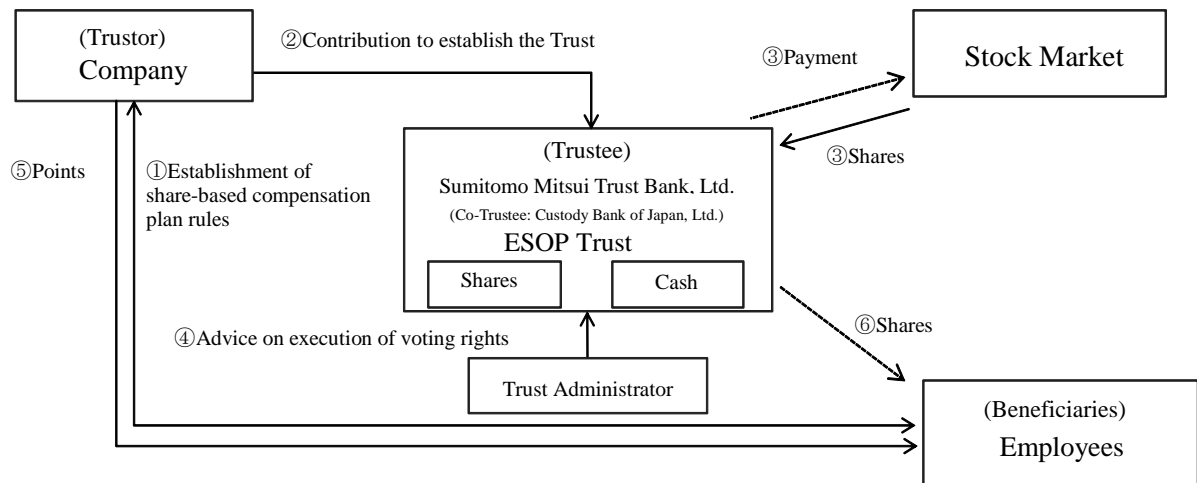 (Trustor)
Company
②Contribution to establish the Trust
③Payment
Stock Market
③Shares
⑤Points
①Establishment of
share-based compensation
plan rules
(Trustee)
Sumitomo Mitsui Trust Bank, Ltd.
(Co-Trustee: Custody Bank of Japan, Ltd.)
ESOP Trust
Shares
Cash
④Advice on execution of voting rights
⑥Shares
Trust Administrator
(Beneficiaries)
Employees